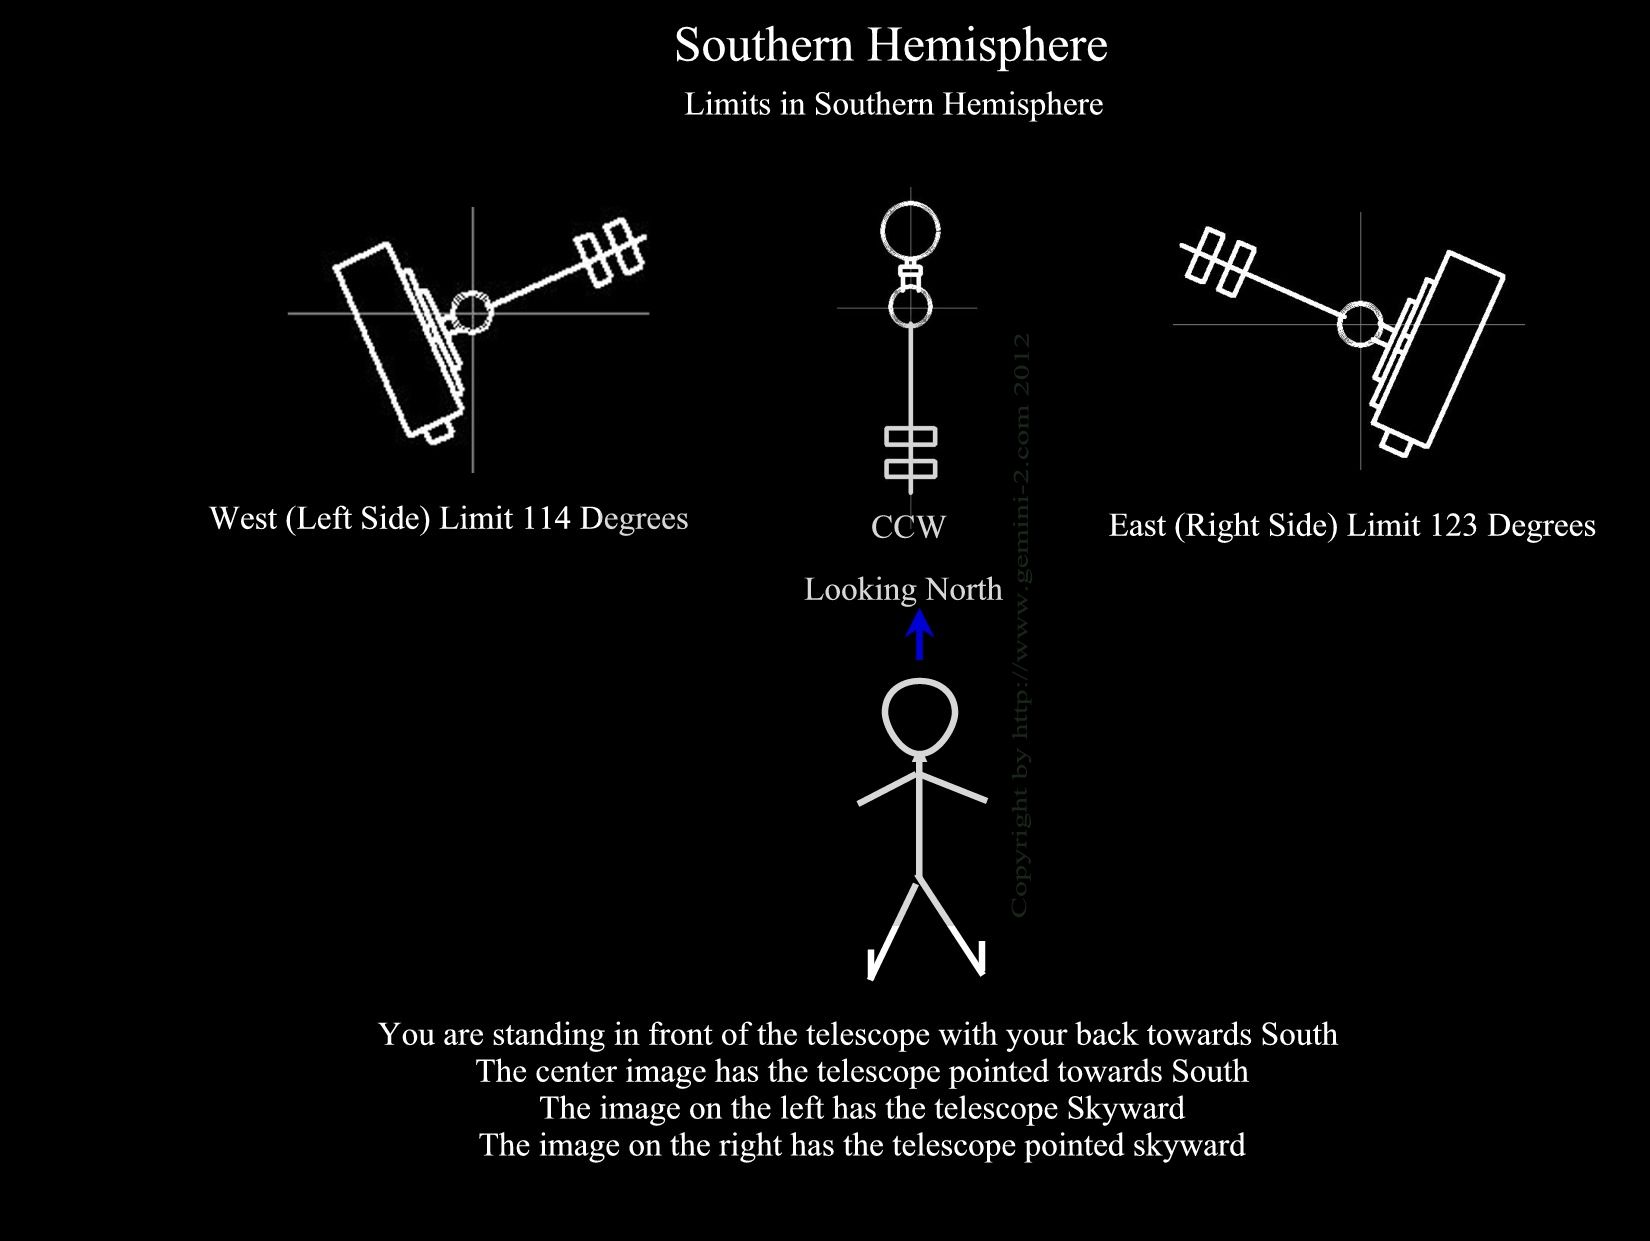 Southern Hemisphere
Limits in Southern Hemisphere
West (Left Side) Limit 114 Degrees
CCW
East (Right Side) Limit 123 Degrees
Looking North
Copyright by http://www.gemini-2.com 2012
You are standing in front of the telescope with your back towards South
The center image has the telescope pointed towards South
The image on the left has the telescope Skyward
The image on the right has the telescope pointed skyward